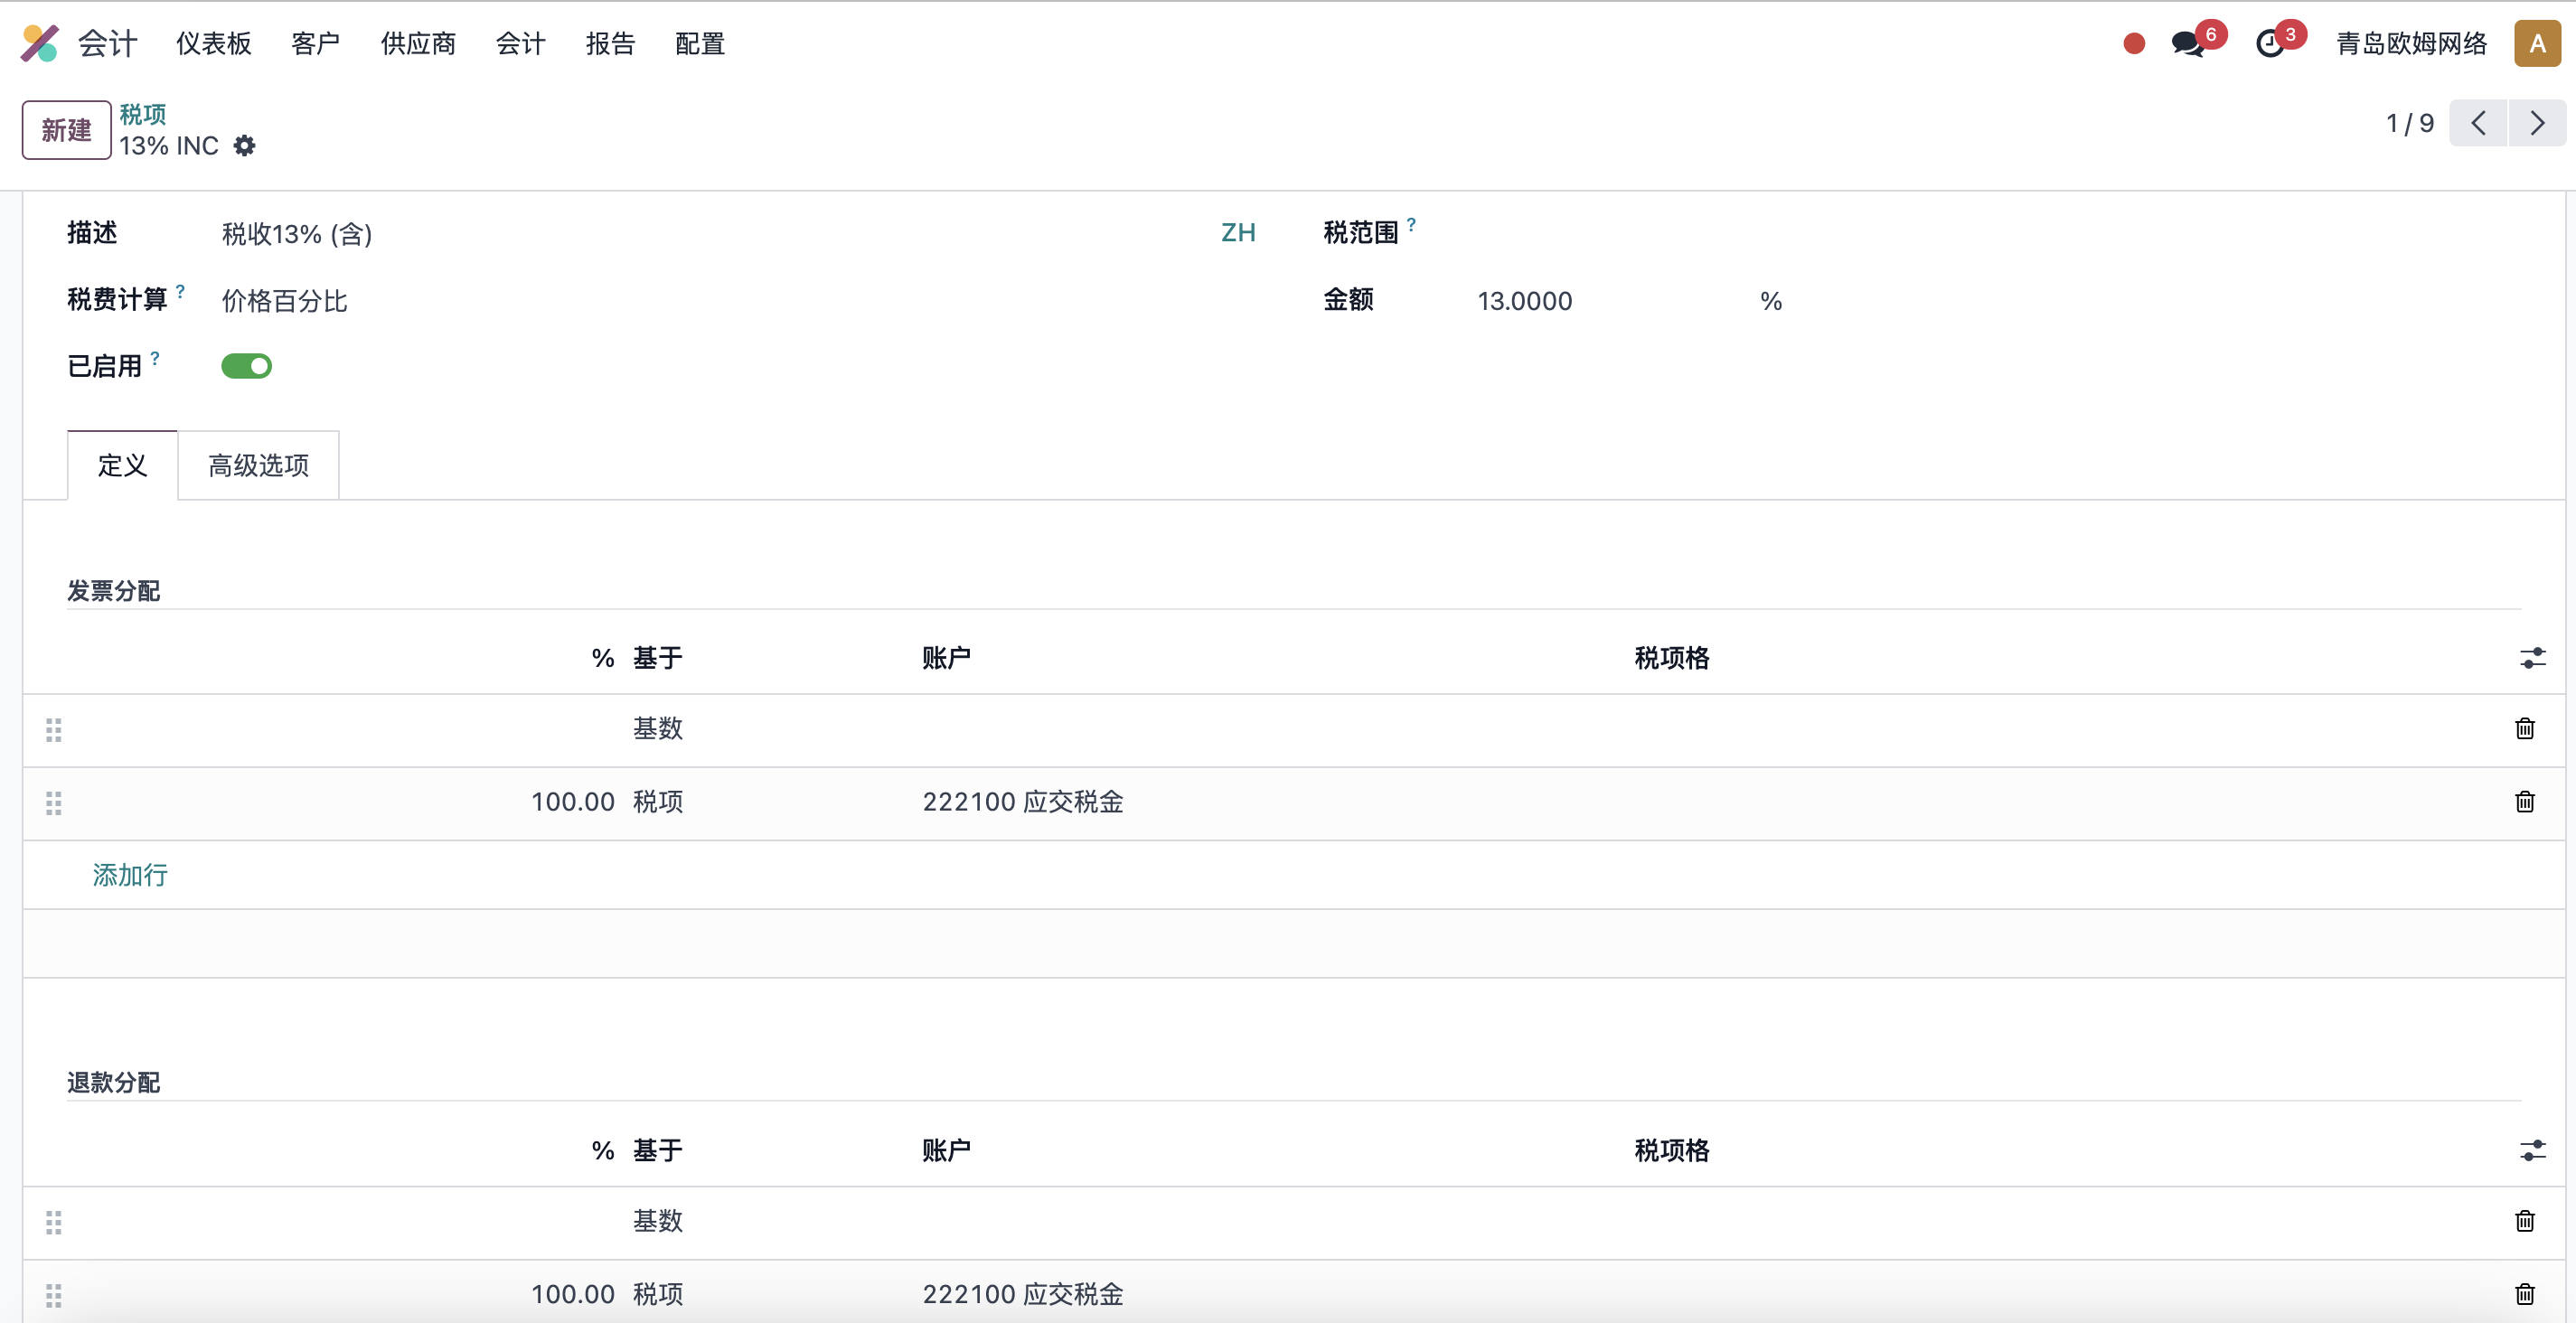 会计 仪表板 客户 供应商 会计 报告 配置 6 3 青岛欧姆网络 A
新建 税项 1 / 9
13% INC
描述 税收13% (含) ZH 税范围 ?
税费计算 ? 价格百分比 金额 13.0000 %
已启用 ?
定义 高级选项
发票分配
% 基于 账户 税项格
基数
100.00 税项 222100 应交税金
添加行
退款分配
% 基于 账户 税项格
基数
100.00 税项 222100 应交税金